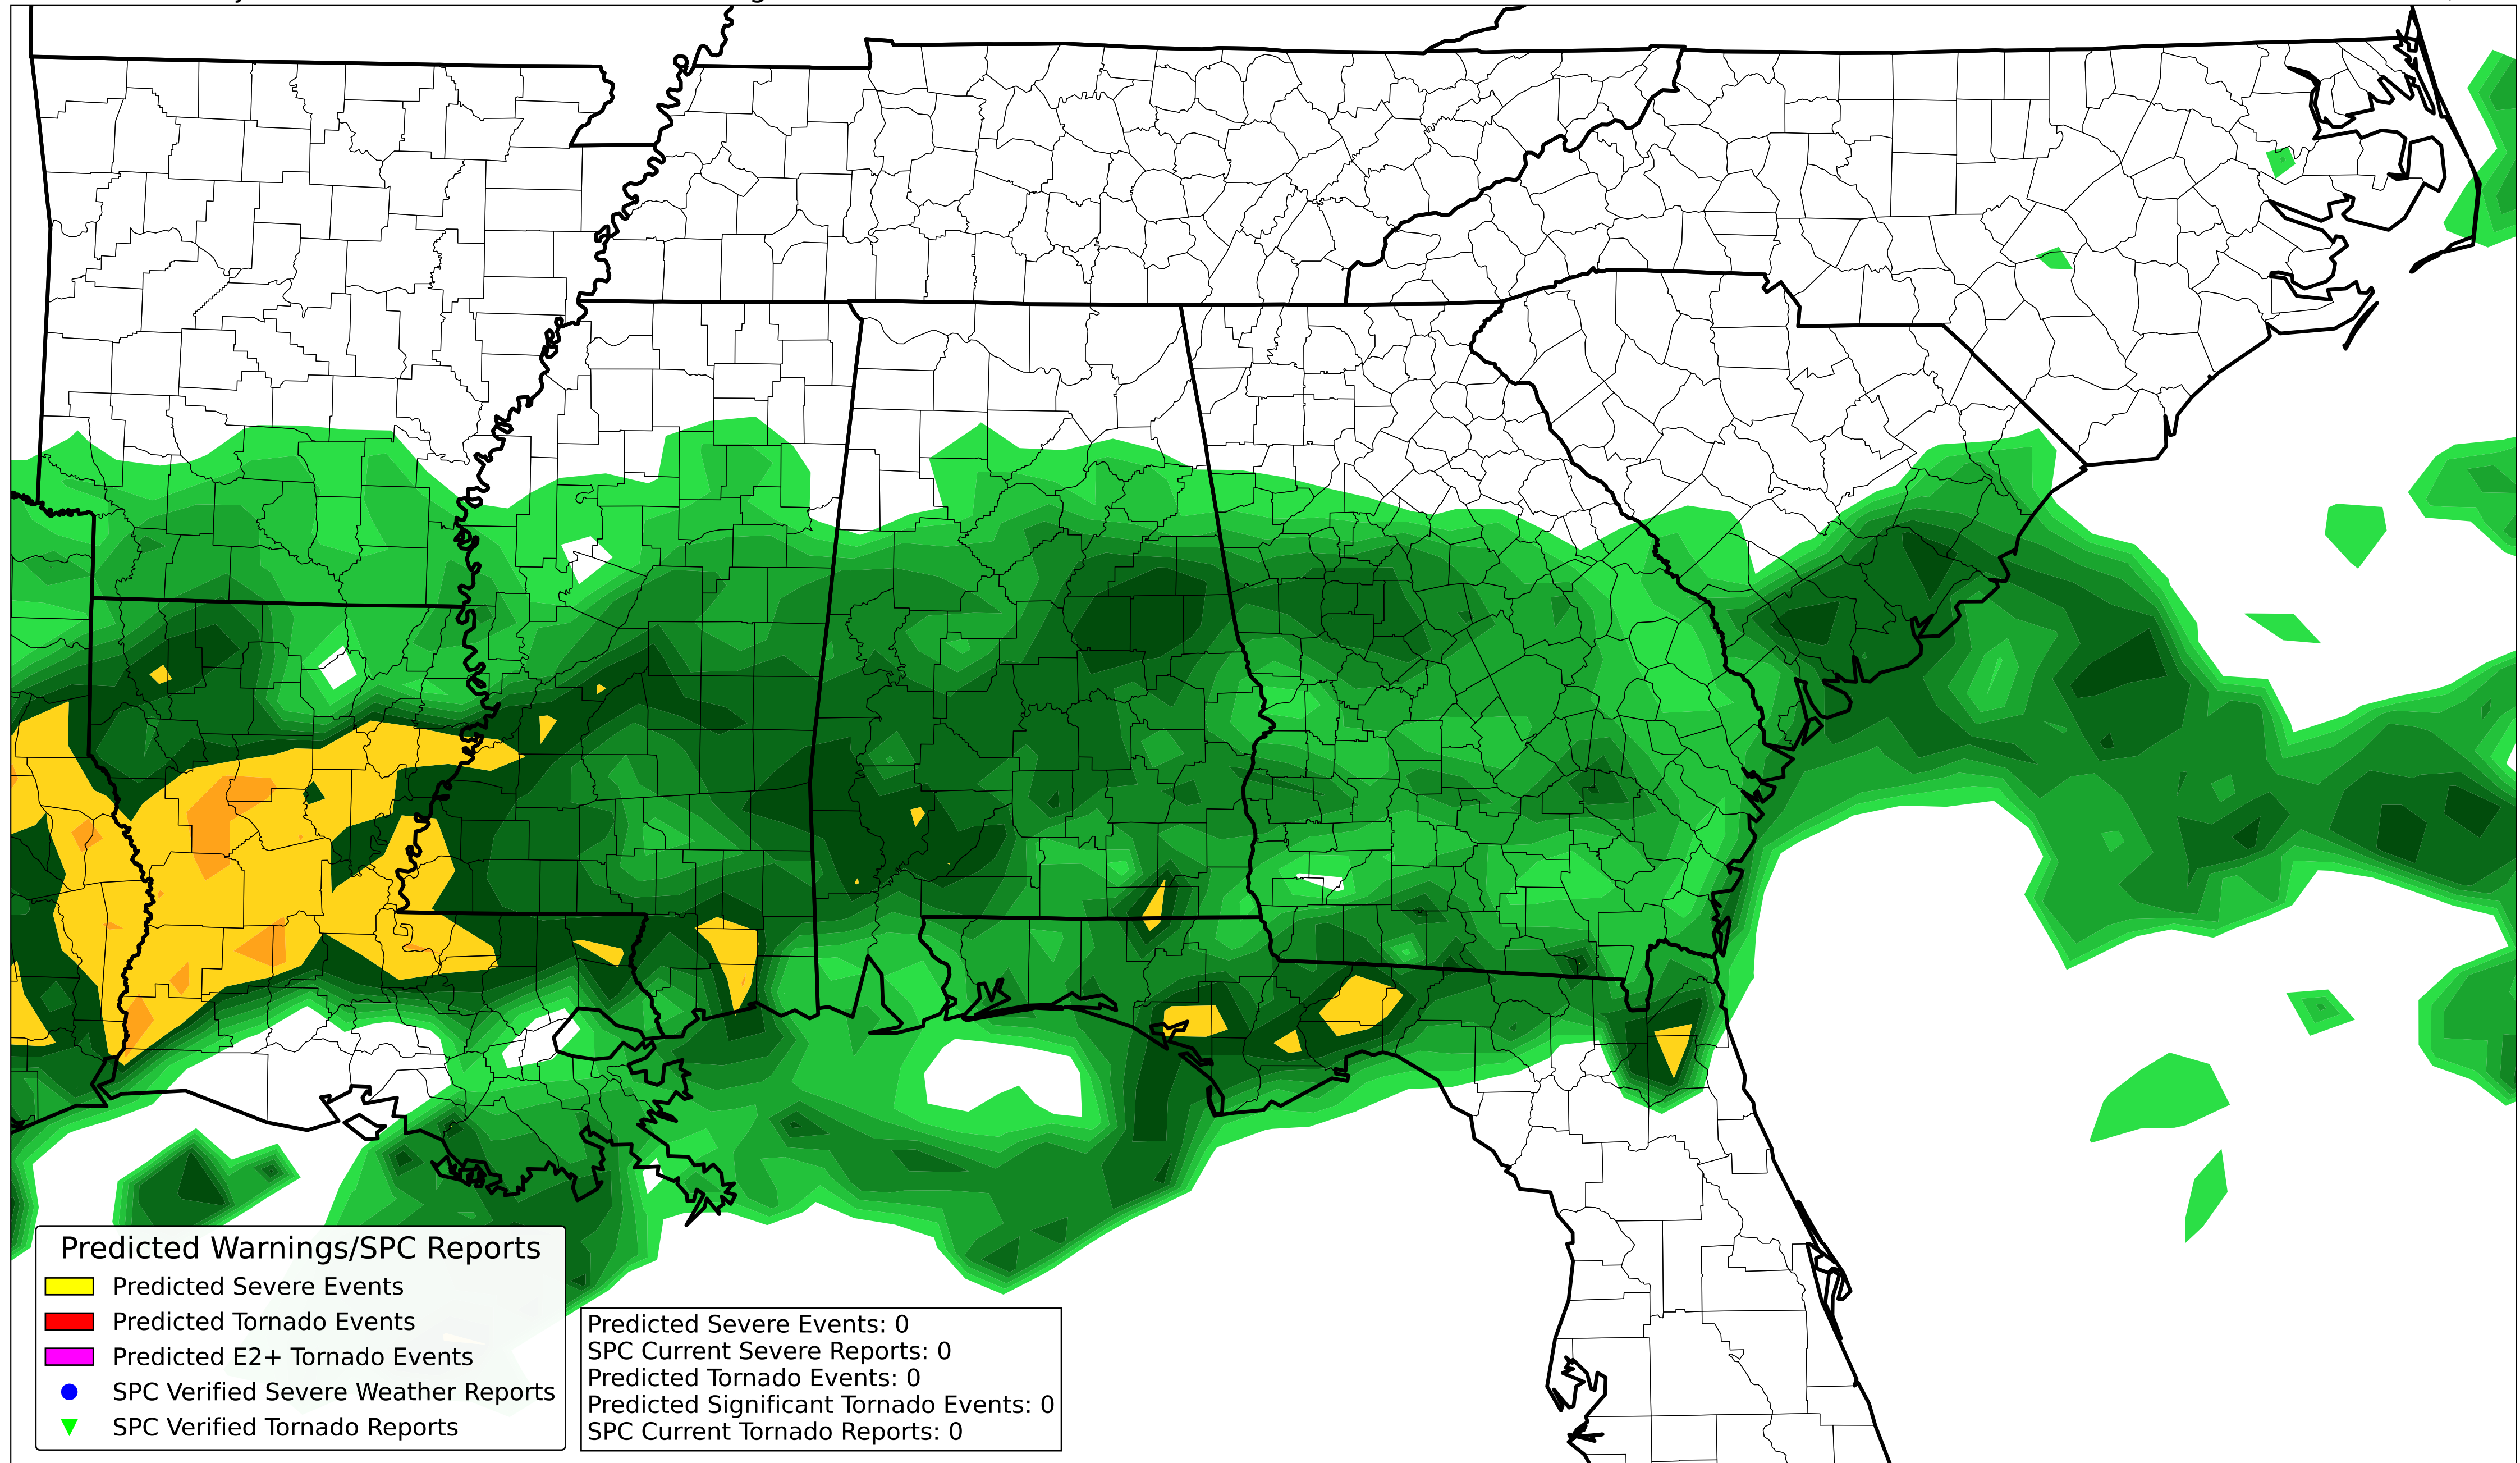 Predicted Warnings/SPC Reports
Predicted Severe Events
Predicted Tornado Events
Predicted E2+ Tornado Events
SPC Verified Severe Weather Reports
SPC Verified Tornado Reports
Predicted Severe Events: 0
SPC Current Severe Reports: 0
Predicted Tornado Events: 0
Predicted Significant Tornado Events: 0
SPC Current Tornado Reports: 0